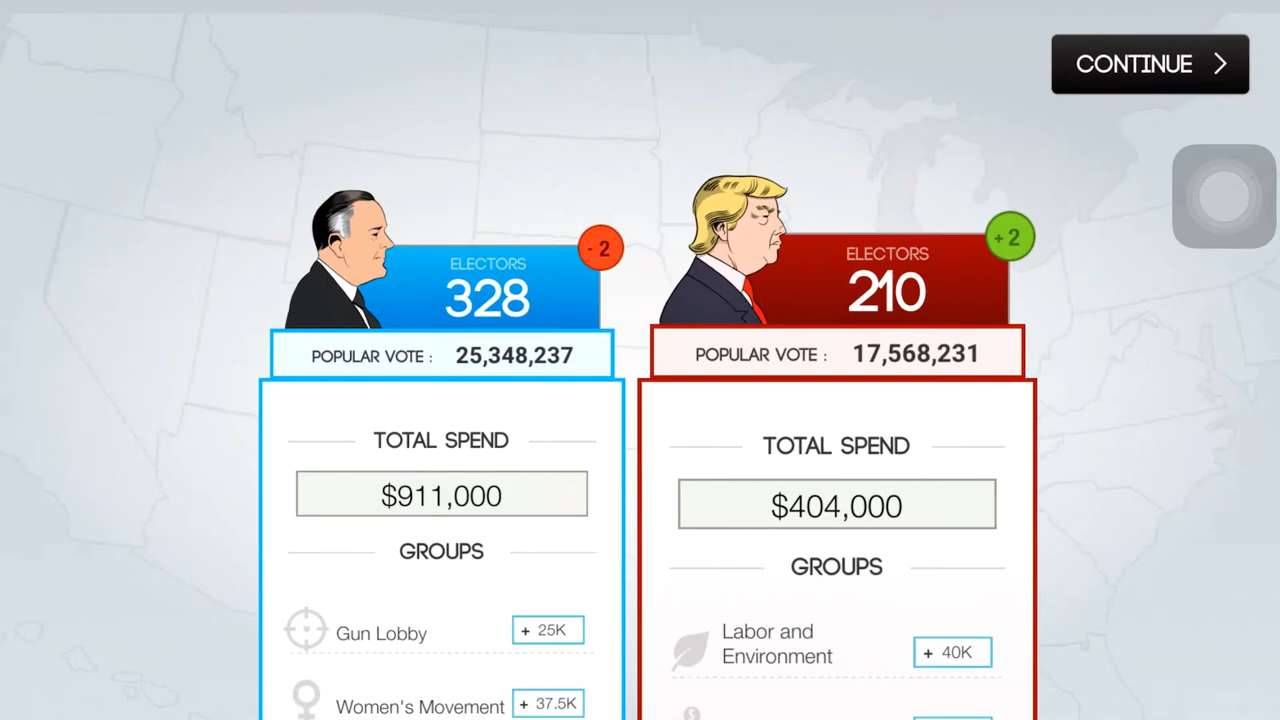 CONTINUE
- 2
ELECTORS
328
POPULAR VOTE : 25,348,237
TOTAL SPEND
$911,000
GROUPS
Gun Lobby + 25K
Women's Movement + 37.5K
+ 2
ELECTORS
210
POPULAR VOTE : 17,568,231
TOTAL SPEND
$404,000
GROUPS
Labor and
Environment + 40K